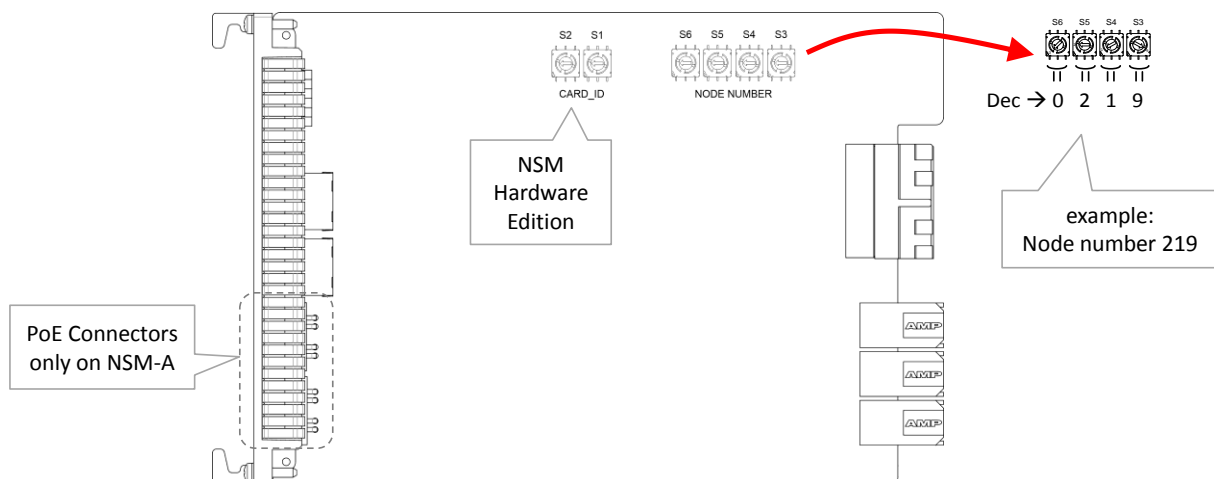 S2 S1
CARD_ID
S6 S5 S4 S3
NODE NUMBER
S6 S5 S4 S3
Dec → 0 2 1 9
NSM
Hardware
Edition
example:
Node number 219
PoE Connectors
only on NSM-A
AMP
AMP
AMP